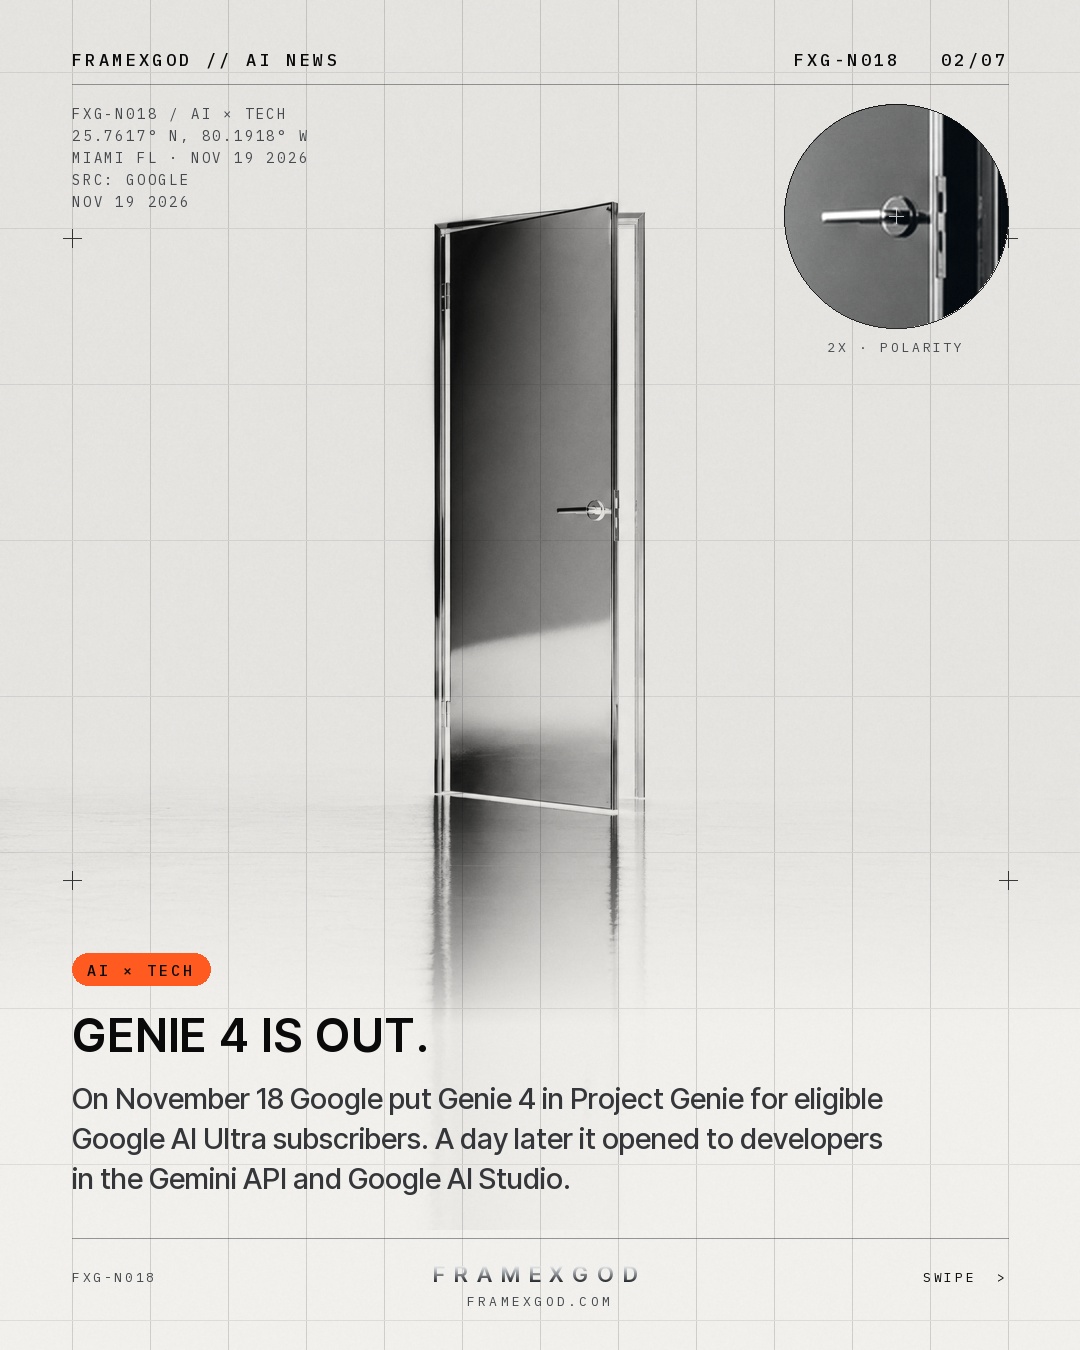 FRAMEXGOD // AI NEWS
FXG-N018 02/07
FXG-N018 / AI × TECH
25.7617° N, 80.1918° W
MIAMI FL · NOV 19 2026
SRC: GOOGLE
NOV 19 2026
2X · POLARITY
AI × TECH
GENIE 4 IS OUT.
On November 18 Google put Genie 4 in Project Genie for eligible
Google AI Ultra subscribers. A day later it opened to developers
in the Gemini API and Google AI Studio.
FXG-N018
FRAMEXGOD
FRAMEXGOD.COM
SWIPE >